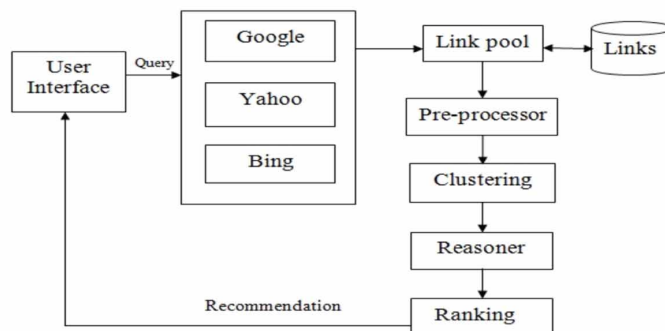 Google
Link pool
Links
User
Interface
Query
Yahoo
Pre-processor
Bing
Clustering
Reasoner
Recommendation
Ranking